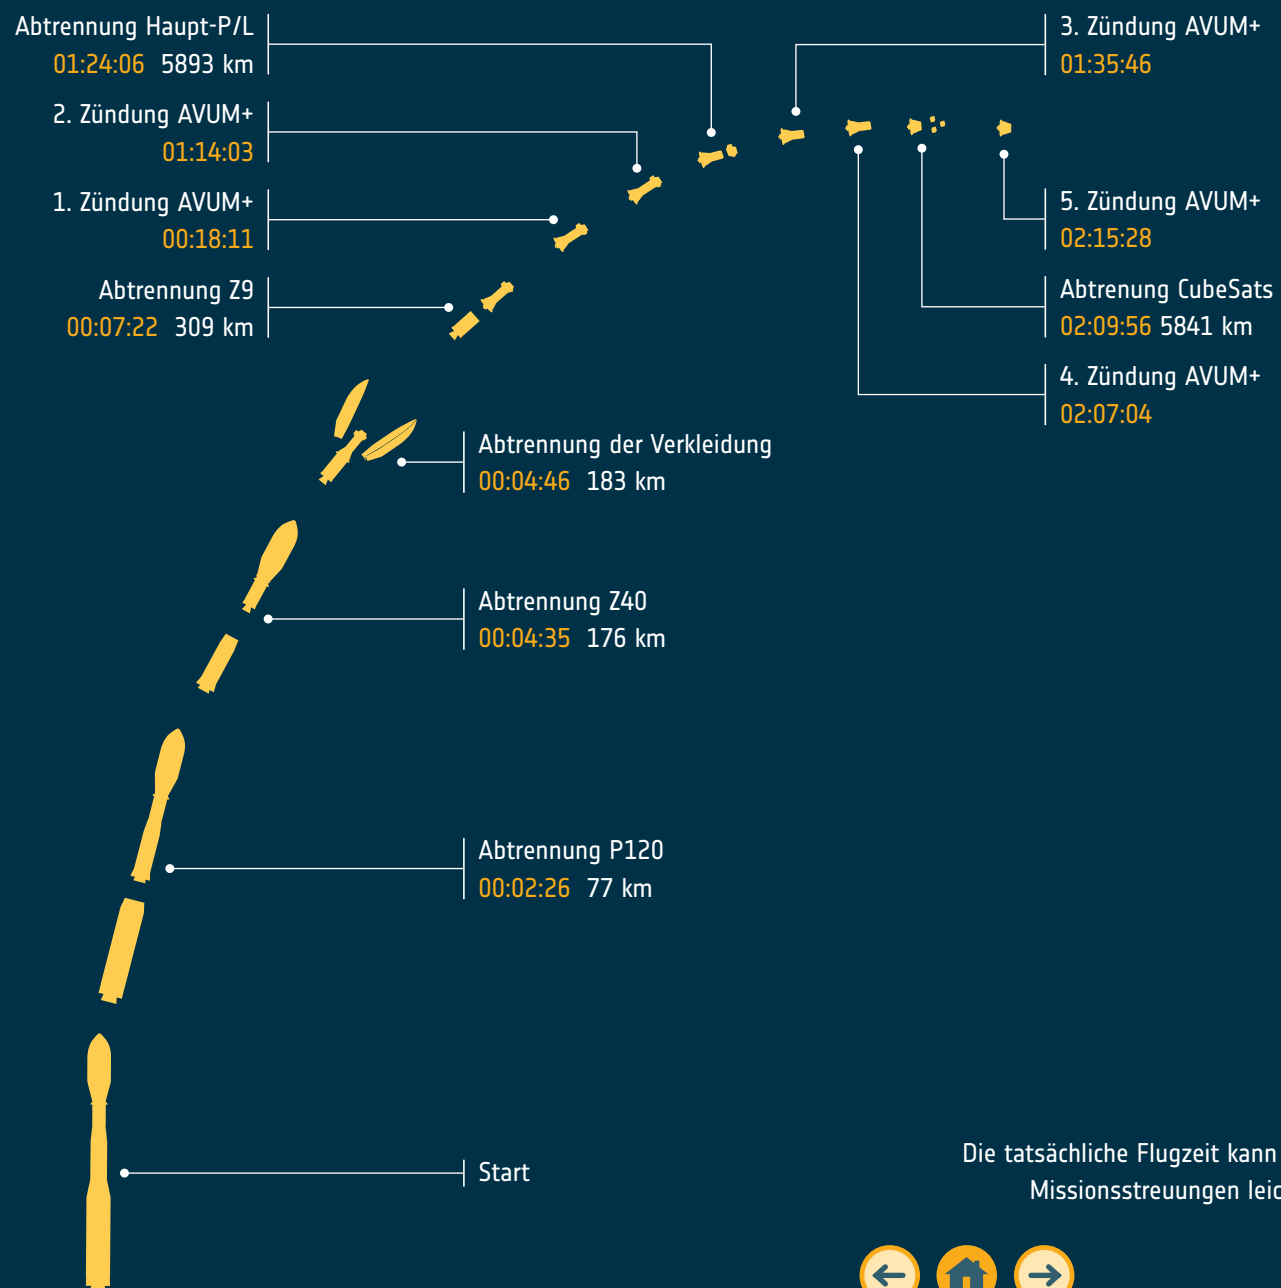 Abtrennung Haupt-P/L
01:24:06 5893 km
2. Zündung AVUM+
01:14:03
1. Zündung AVUM+
00:18:11
Abtrennung Z9
00:07:22 309 km
3. Zündung AVUM+
01:35:46
5. Zündung AVUM+
02:15:28
Abtrenung CubeSats
02:09:56 5841 km
4. Zündung AVUM+
02:07:04
Abtrennung der Verkleidung
00:04:46 183 km
Abtrennung Z40
00:04:35 176 km
Abtrennung P120
00:02:26 77 km
Start
Die tatsächliche Flugzeit kann
Missionsstreuungen leic